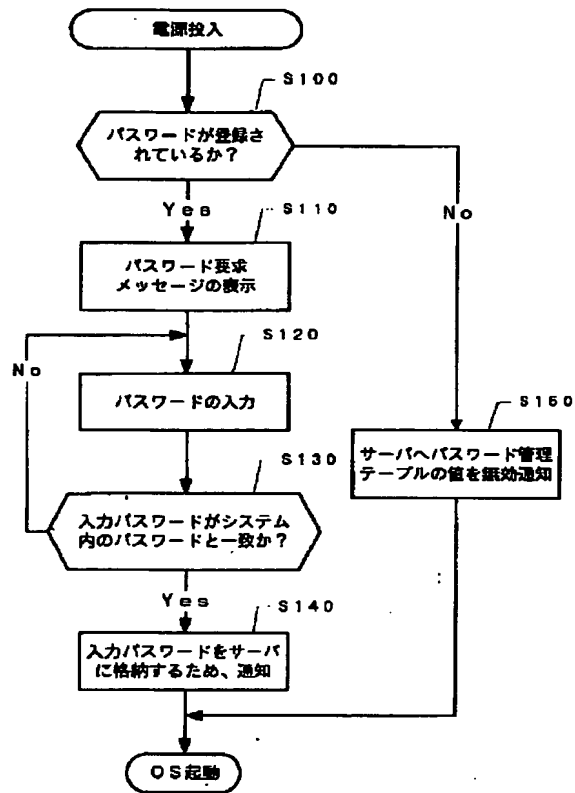 電源投入
S100
パスワードが登録さ
れているか？
Yes
S110
No
パスワード要求
メッセージの表示
S120
No
パスワードの入力
S150
サーバへパスワード管理
テーブルの値を無効通知
S130
入力パスワードがシステム
内のパスワードと一致か？
Yes
S140
入力パスワードをサーバ
に格納するため、通知
OS起動